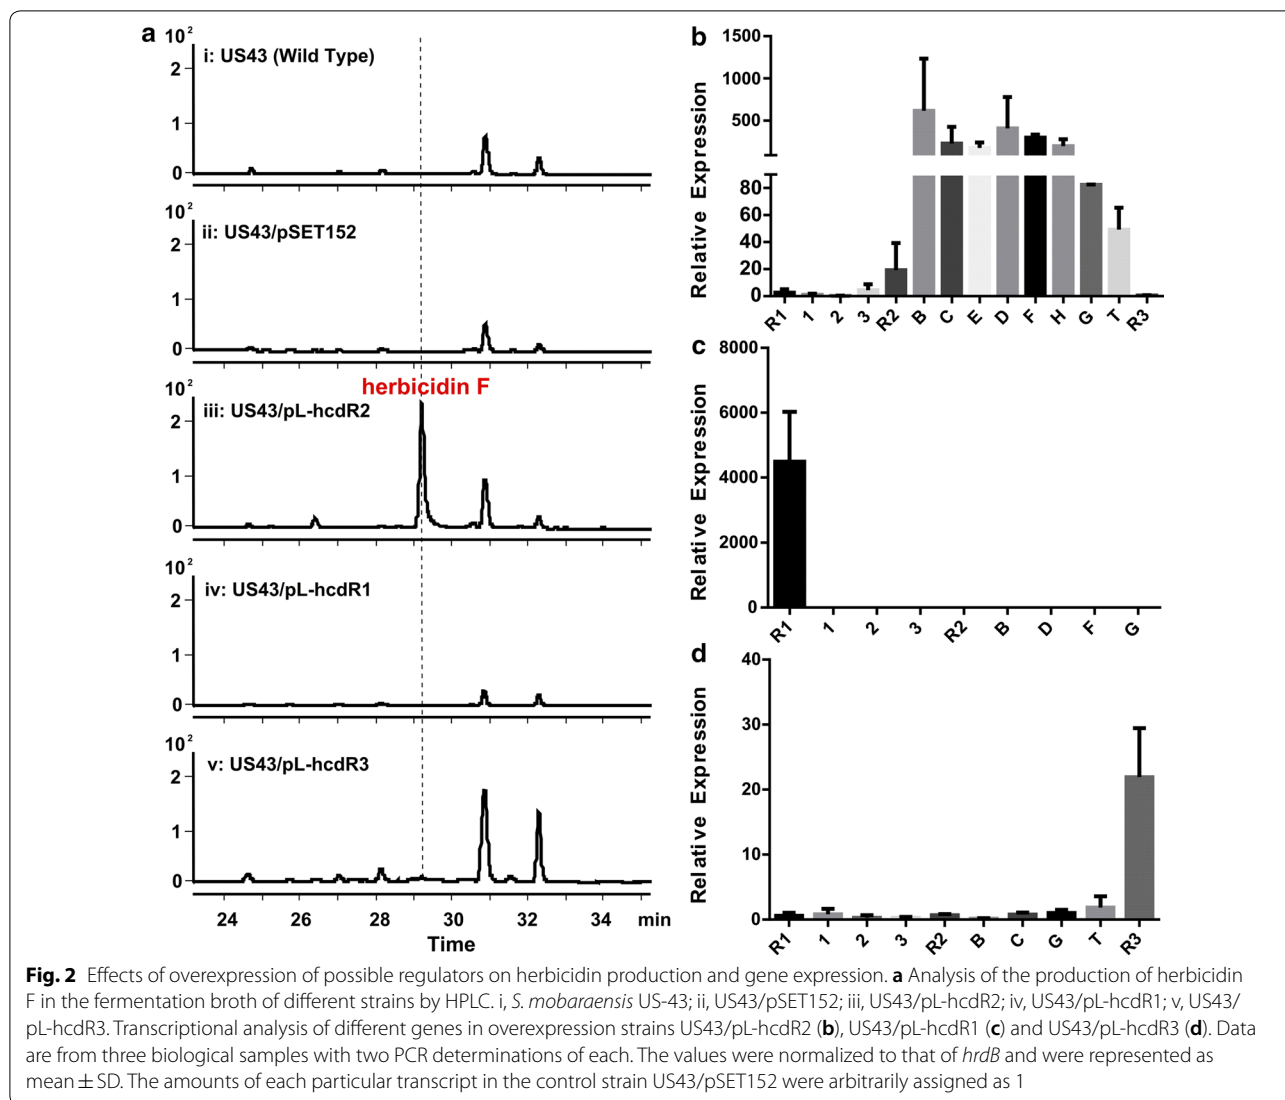 a
10²
i: US43 (Wild Type)
2
1
0
10²
ii: US43/pSET152
2
1
0
herbicidin F
10²
iii: US43/pL-hcdR2
2
1
0
10²
iv: US43/pL-hcdR1
2
1
0
10²
v: US43/pL-hcdR3
2
1
0
24 26 28 30 32 34 min
Time
b
Relative Expression
1500
1000
500
80
60
40
20
0
R1 1 2 3 R2 B C E D F H G T R3
c
Relative Expression
8000
6000
4000
2000
0
R1 1 2 3 R2 B D F G
d
Relative Expression
40
30
20
10
0
R1 1 2 3 R2 B C G T R3
Fig. 2 Effects of overexpression of possible regulators on herbicidin production and gene expression. a Analysis of the production of herbicidin
F in the fermentation broth of different strains by HPLC. i, S. mobaraensis US-43; ii, US43/pSET152; iii, US43/pL-hcdR2; iv, US43/pL-hcdR1; v, US43/
pL-hcdR3. Transcriptional analysis of different genes in overexpression strains US43/pL-hcdR2 (b), US43/pL-hcdR1 (c) and US43/pL-hcdR3 (d). Data
are from three biological samples with two PCR determinations of each. The values were normalized to that of hrdB and were represented as
mean ± SD. The amounts of each particular transcript in the control strain US43/pSET152 were arbitrarily assigned as 1